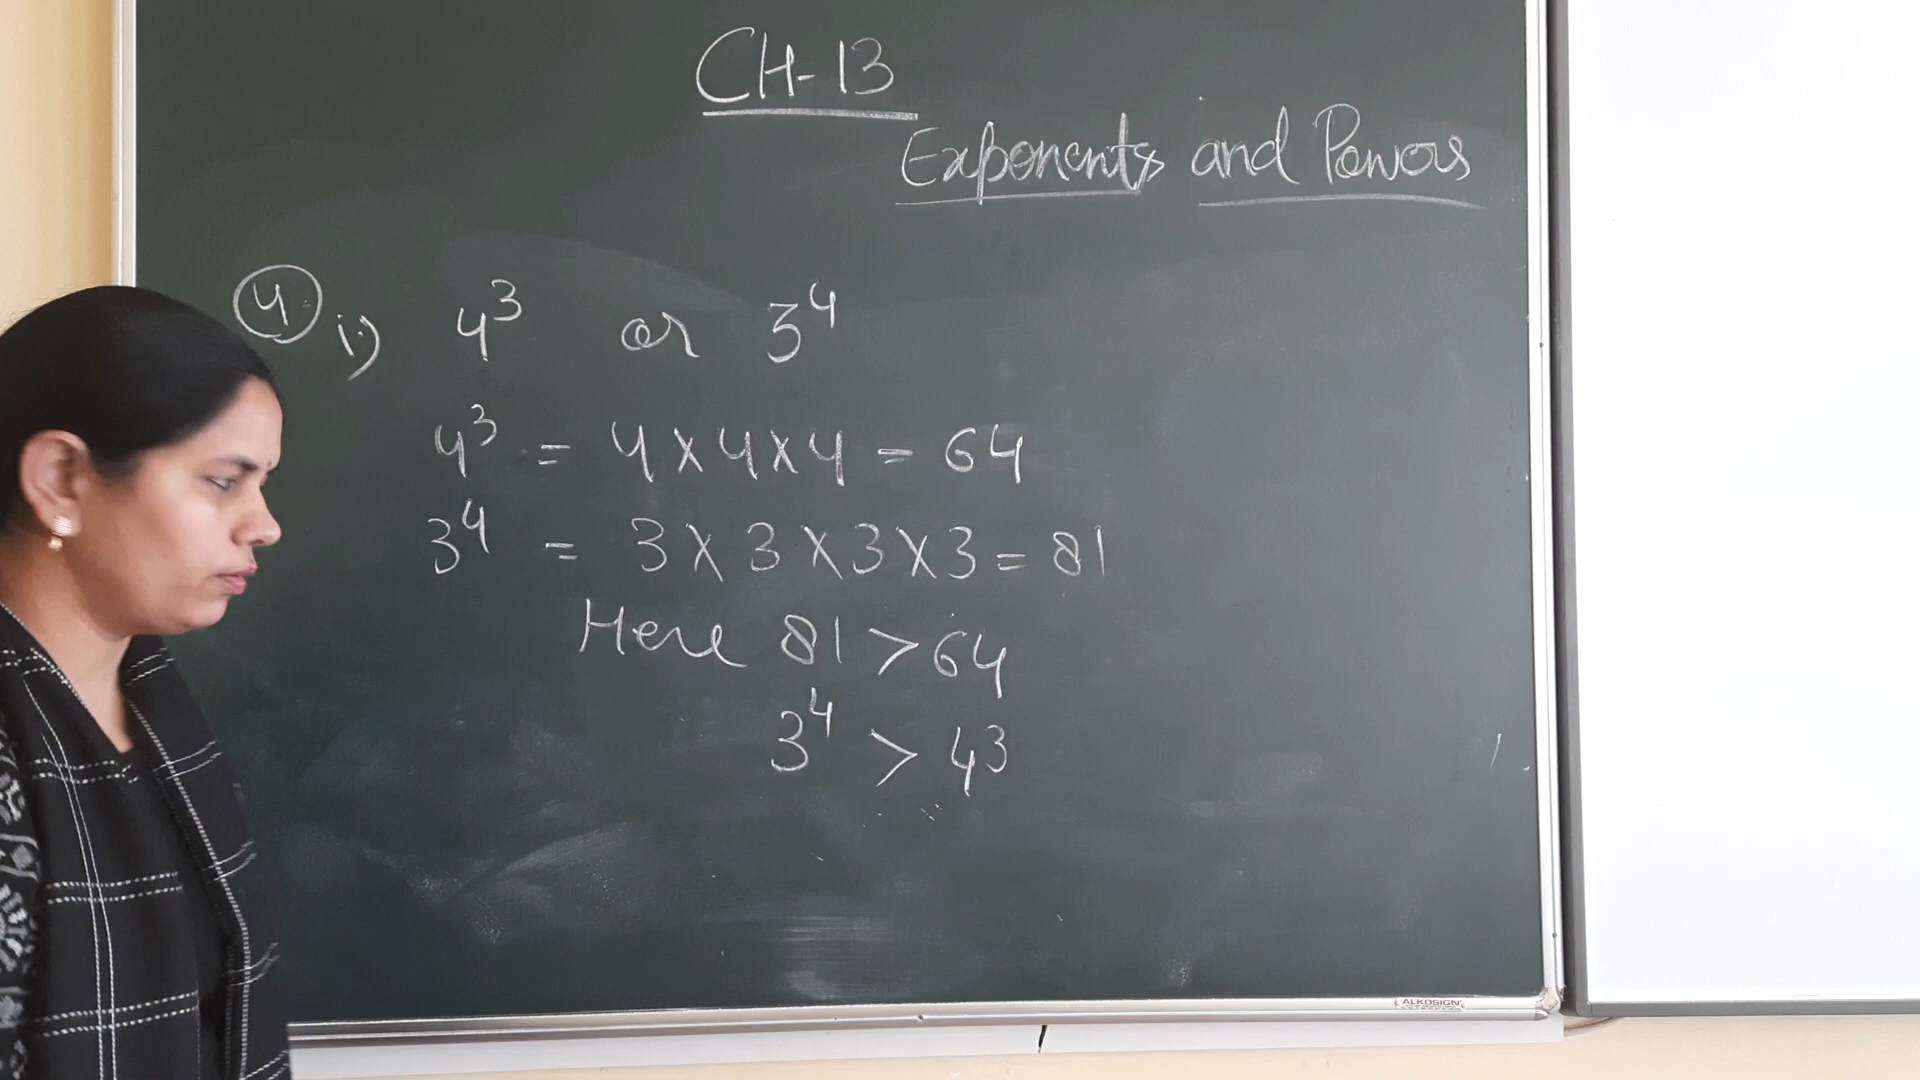 CH-13
Exponents and Powers
4. i) 4³ or 3⁴
4³ = 4×4×4 = 64
3⁴ = 3×3×3×3 = 81
Here 81 > 64
3⁴ > 4³
ALKOSIGN